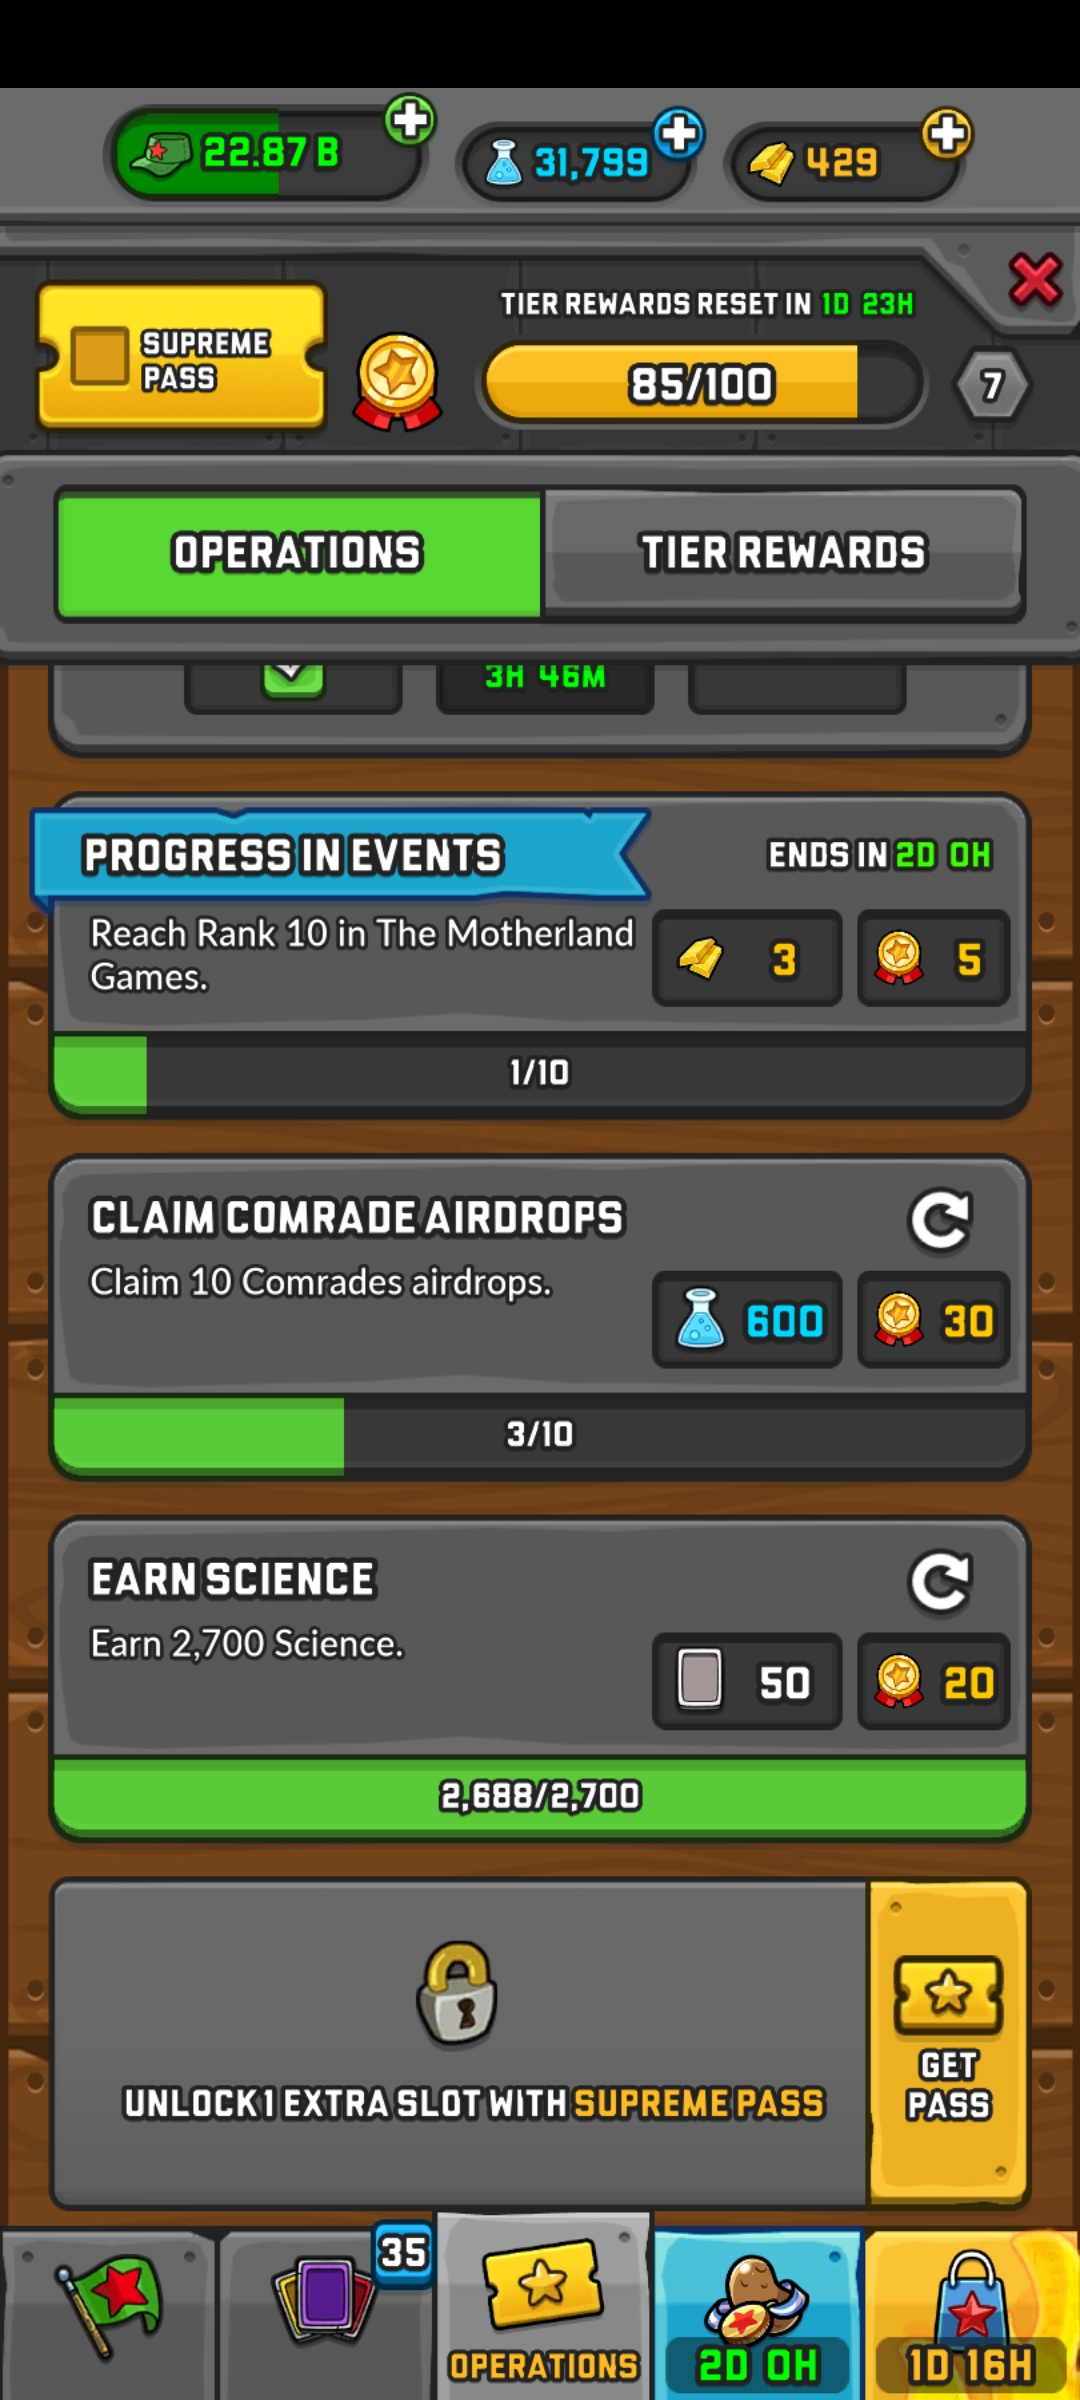 22.87 B
31,799
429
TIER REWARDS RESET IN 1D 23H
SUPREME
PASS
85/100
7
OPERATIONS
TIER REWARDS
3H 46M
PROGRESS IN EVENTS
ENDS IN 2D 0H
Reach Rank 10 in The Motherland
Games.
3
5
1/10
CLAIM COMRADE AIRDROPS
Claim 10 Comrades airdrops.
600
30
3/10
EARN SCIENCE
Earn 2,700 Science.
50
20
2,688/2,700
UNLOCK 1 EXTRA SLOT WITH SUPREME PASS
GET
PASS
35
OPERATIONS
2D 0H
1D 16H